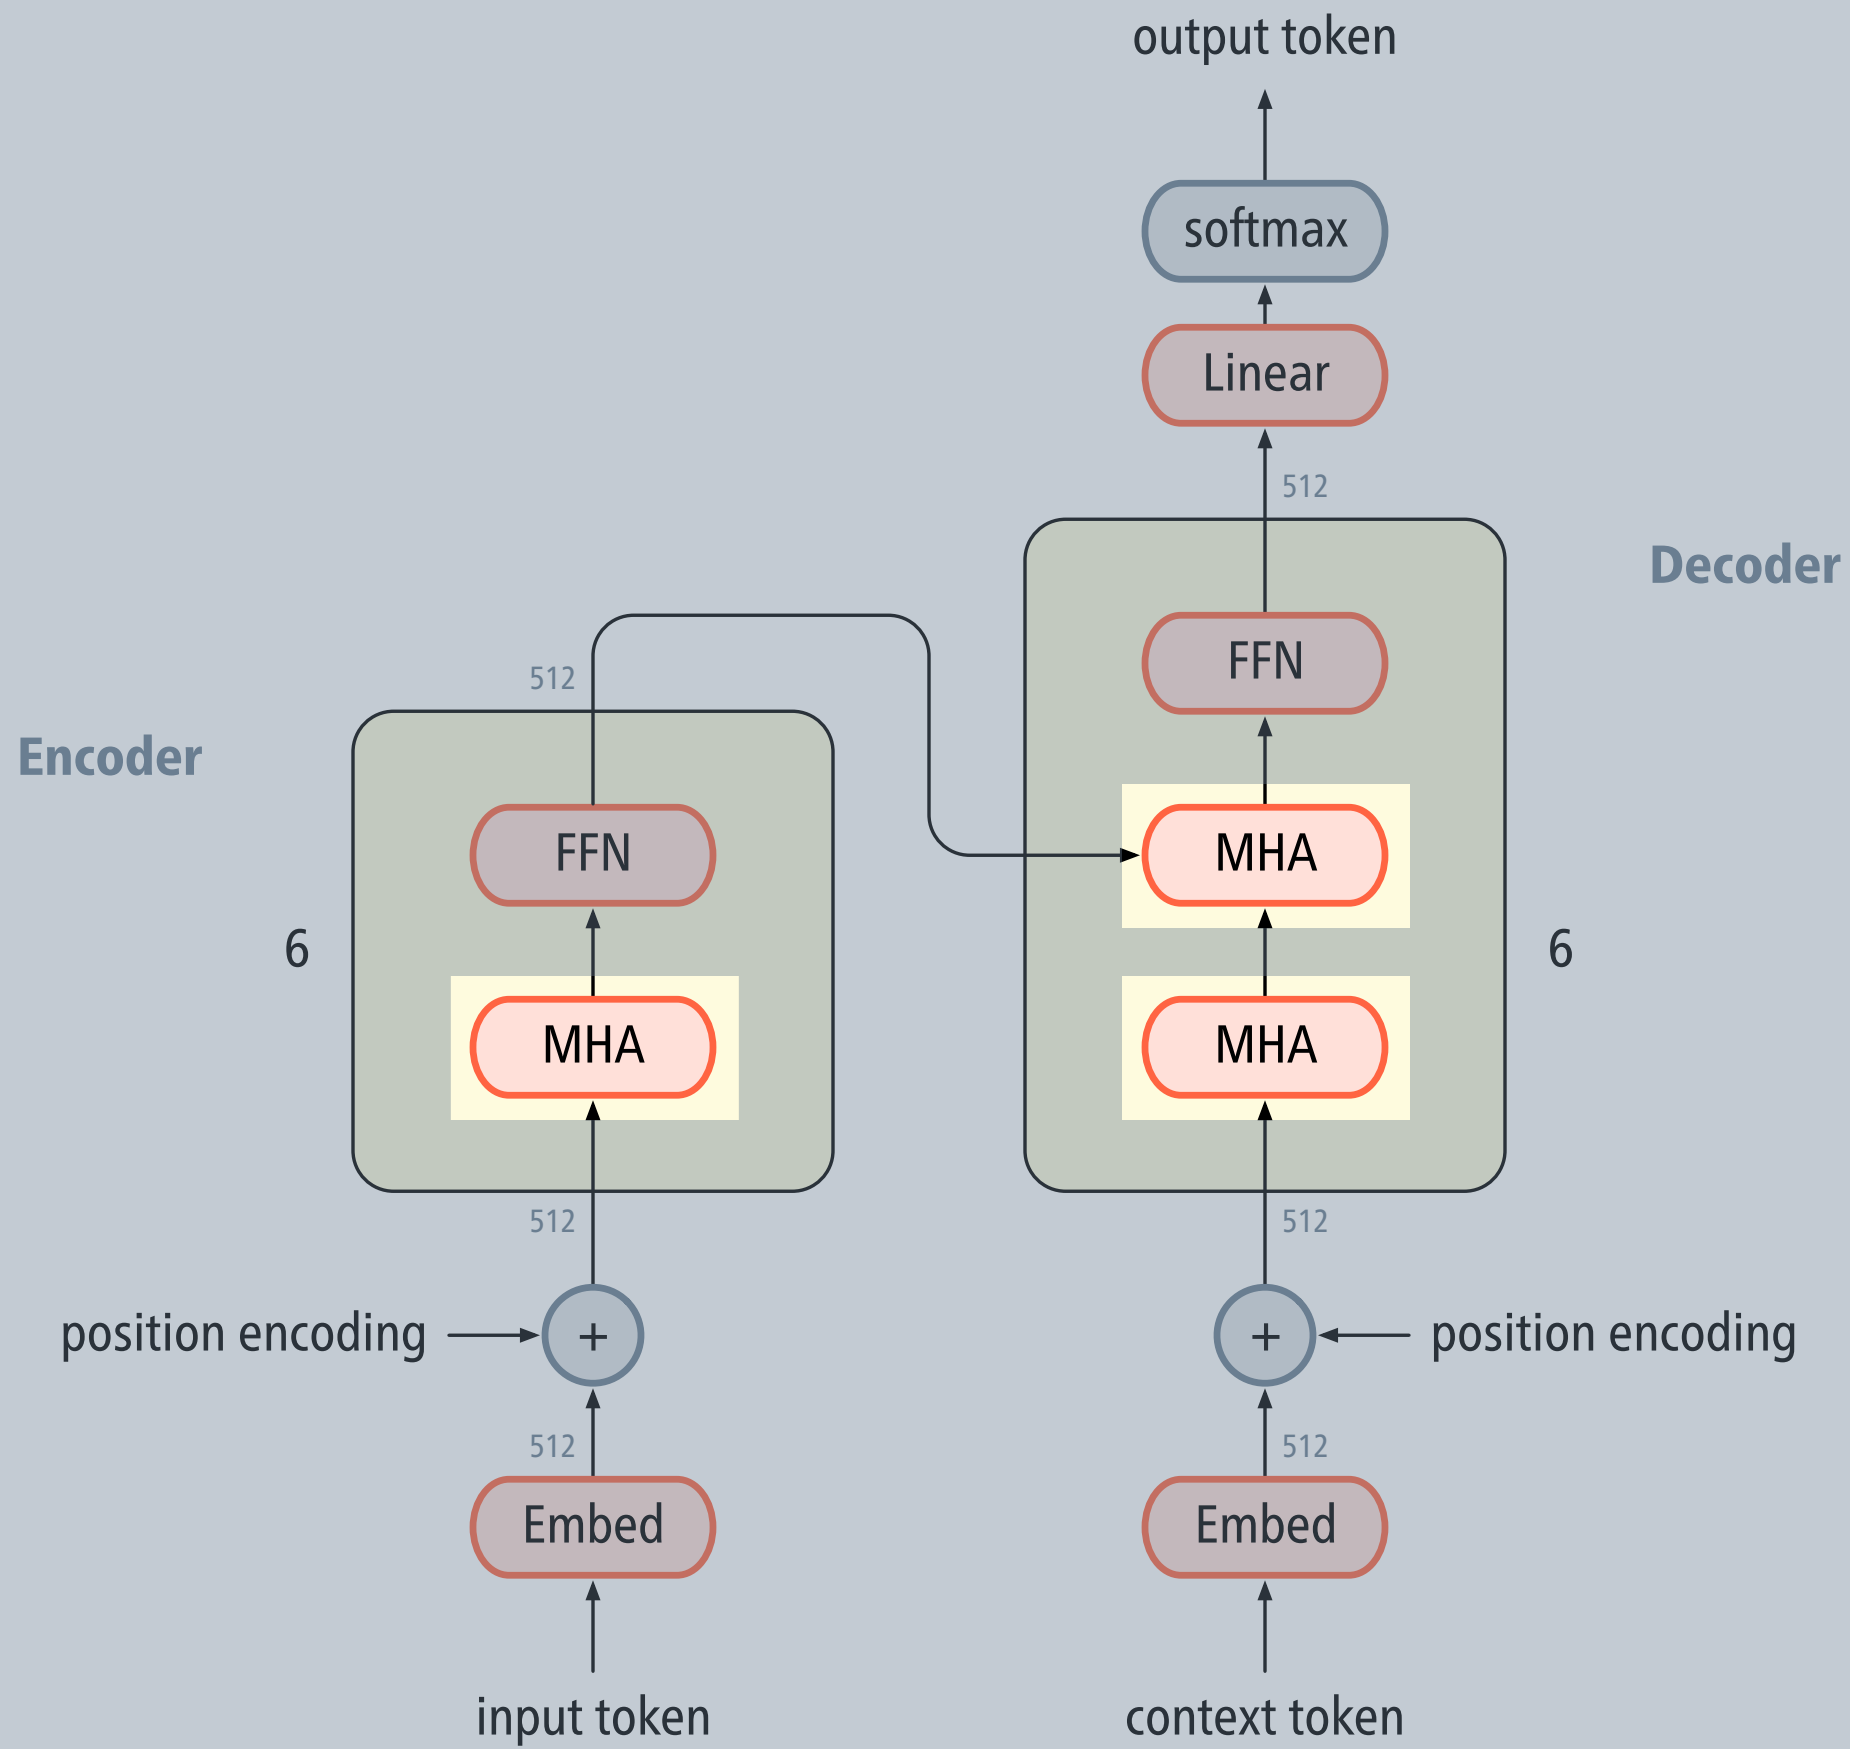 output token
softmax
Linear
512
Decoder
FFN
512
Encoder
FFN
MHA
6
6
MHA
MHA
512
512
position encoding
+
+
position encoding
512
512
Embed
Embed
input token
context token